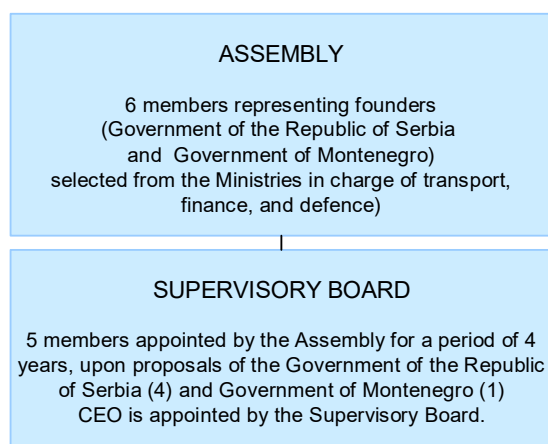 ASSEMBLY
6 members representing founders
(Government of the Republic of Serbia
and Government of Montenegro)
selected from the Ministries in charge of transport,
finance, and defence)
SUPERVISORY BOARD
5 members appointed by the Assembly for a period of 4
years, upon proposals of the Government of the Republic
of Serbia (4) and Government of Montenegro (1)
CEO is appointed by the Supervisory Board.